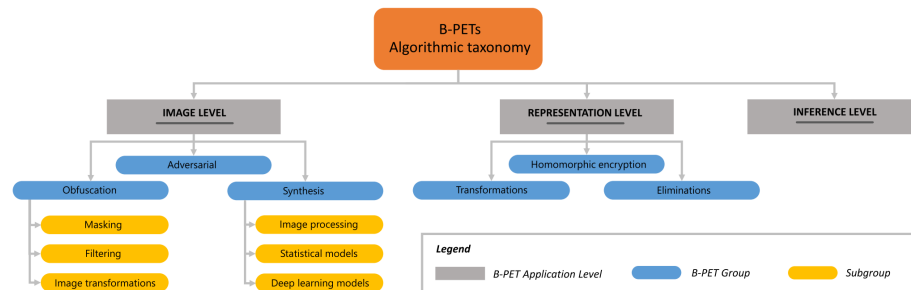 B-PETs
Algorithmic taxonomy
IMAGE LEVEL
REPRESENTATION LEVEL
INFERENCE LEVEL
Adversarial
Homomorphic encryption
Obfuscation
Synthesis
Transformations
Eliminations
Masking
Image processing
Filtering
Statistical models
Image transformations
Deep learning models
Legend
B-PET Application Level
B-PET Group
Subgroup